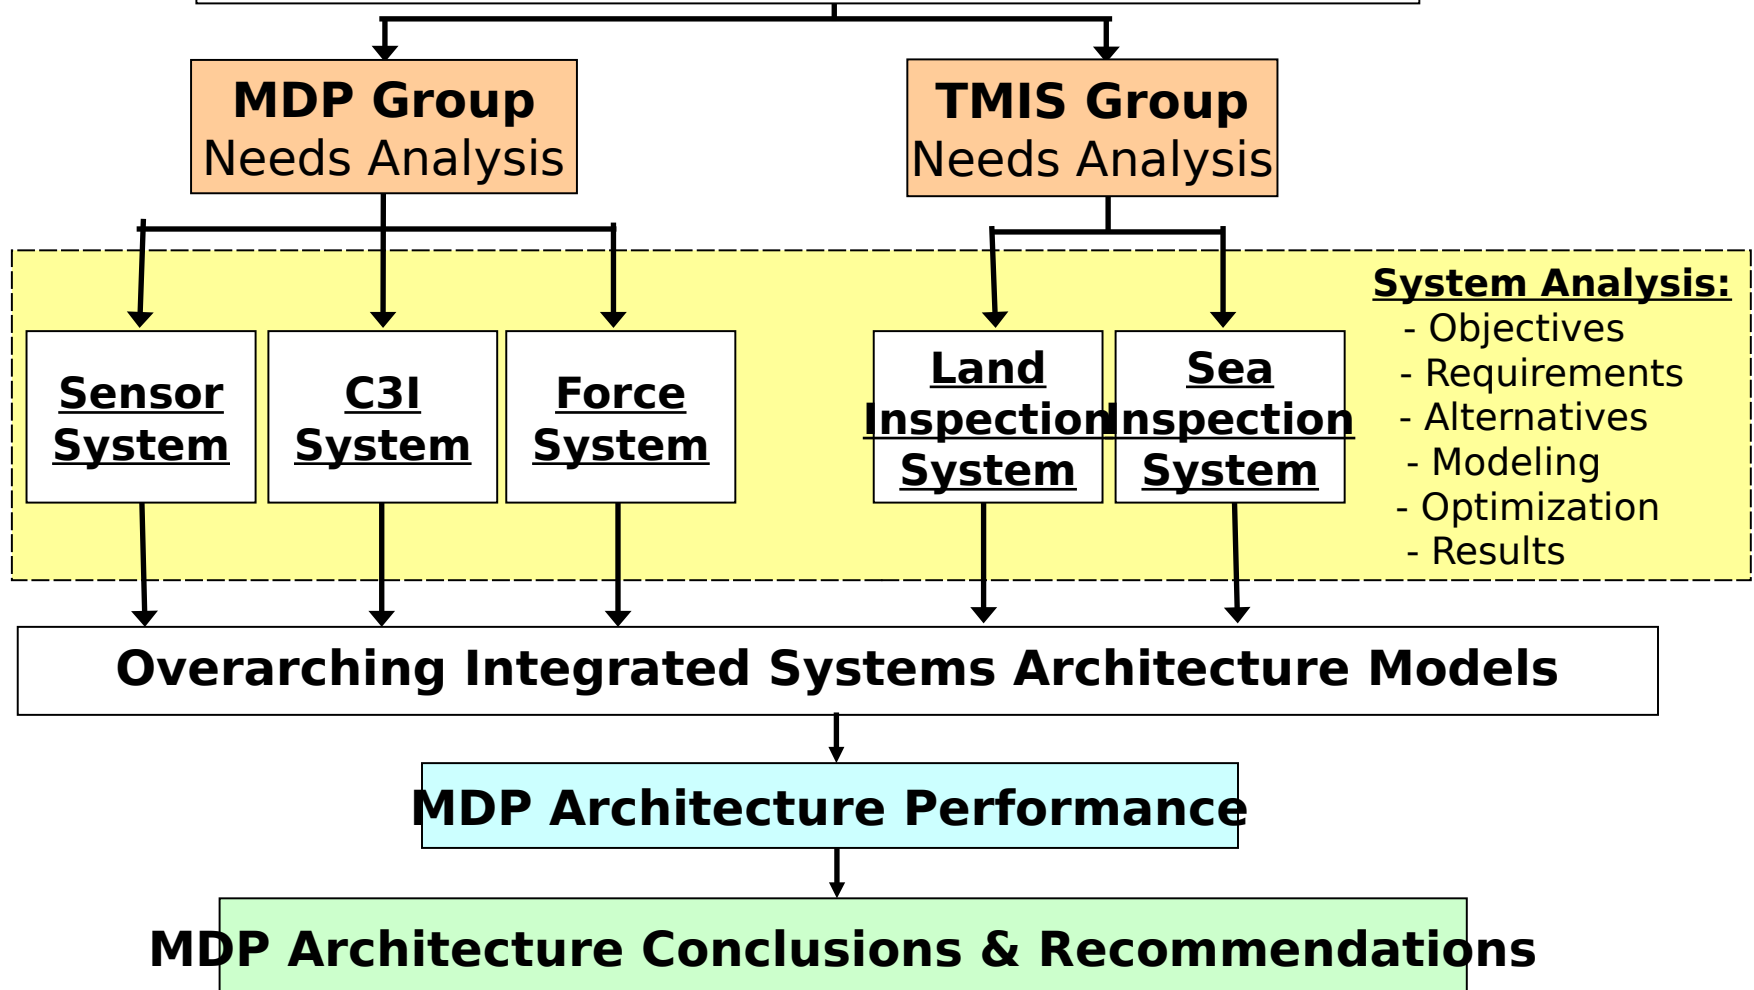 MDP Group
Needs Analysis
TMIS Group
Needs Analysis
Sensor
System
C3I
System
Force
System
Land
Inspection
System
Sea
Inspection
System
System Analysis:
- Objectives
- Requirements
- Alternatives
- Modeling
- Optimization
- Results
Overarching Integrated Systems Architecture Models
MDP Architecture Performance
MDP Architecture Conclusions & Recommendations